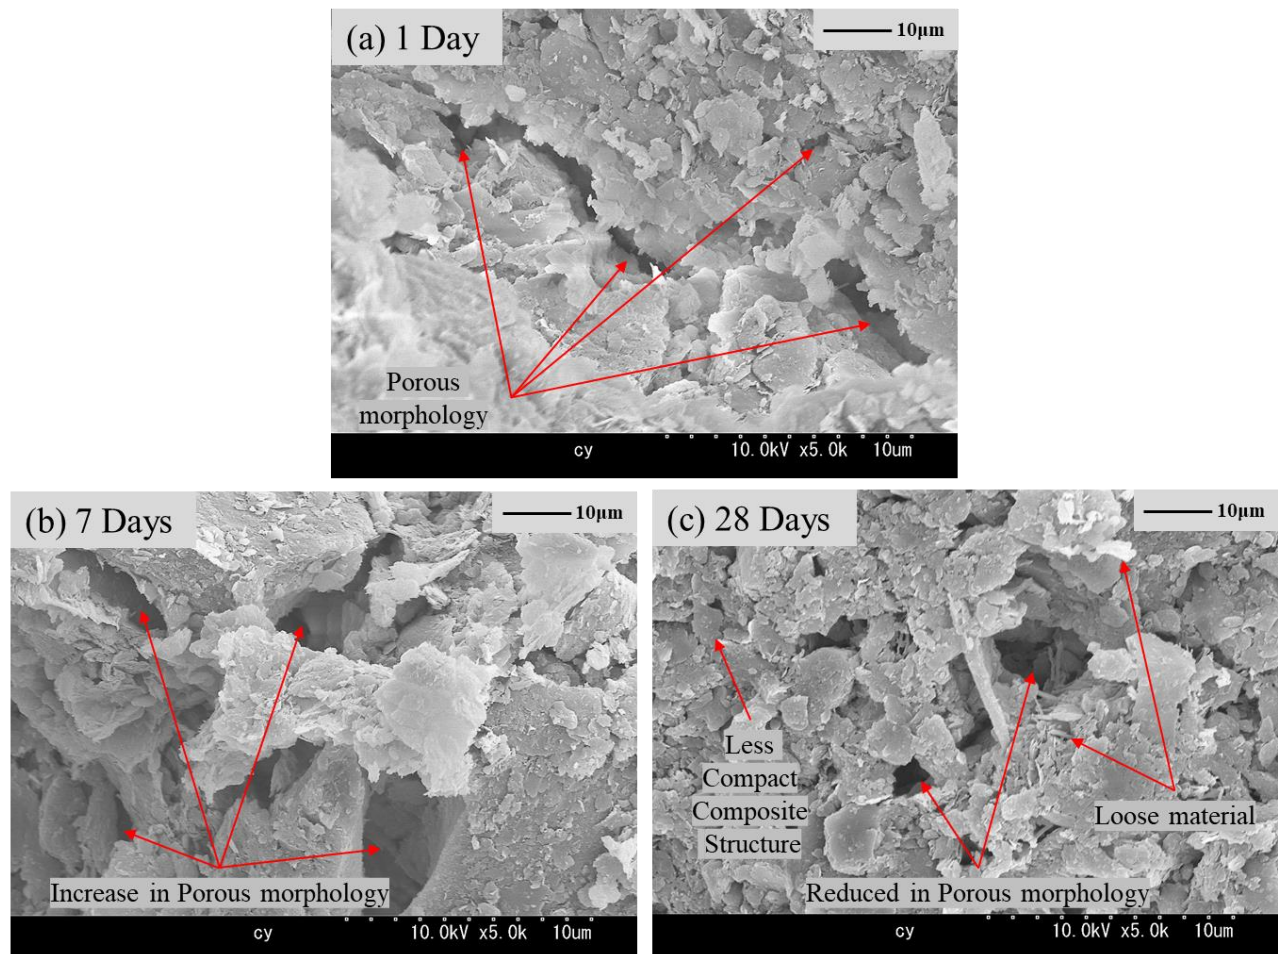 (a) 1 Day
10μm
Porous
morphology
cy
10.0kV x5.0k 10um
(b) 7 Days
10μm
Increase in Porous morphology
cy
10.0kV x5.0k 10um
(c) 28 Days
10μm
Less
Compact
Composite
Structure
Loose material
Reduced in Porous morphology
cy
10.0kV x5.0k 10um